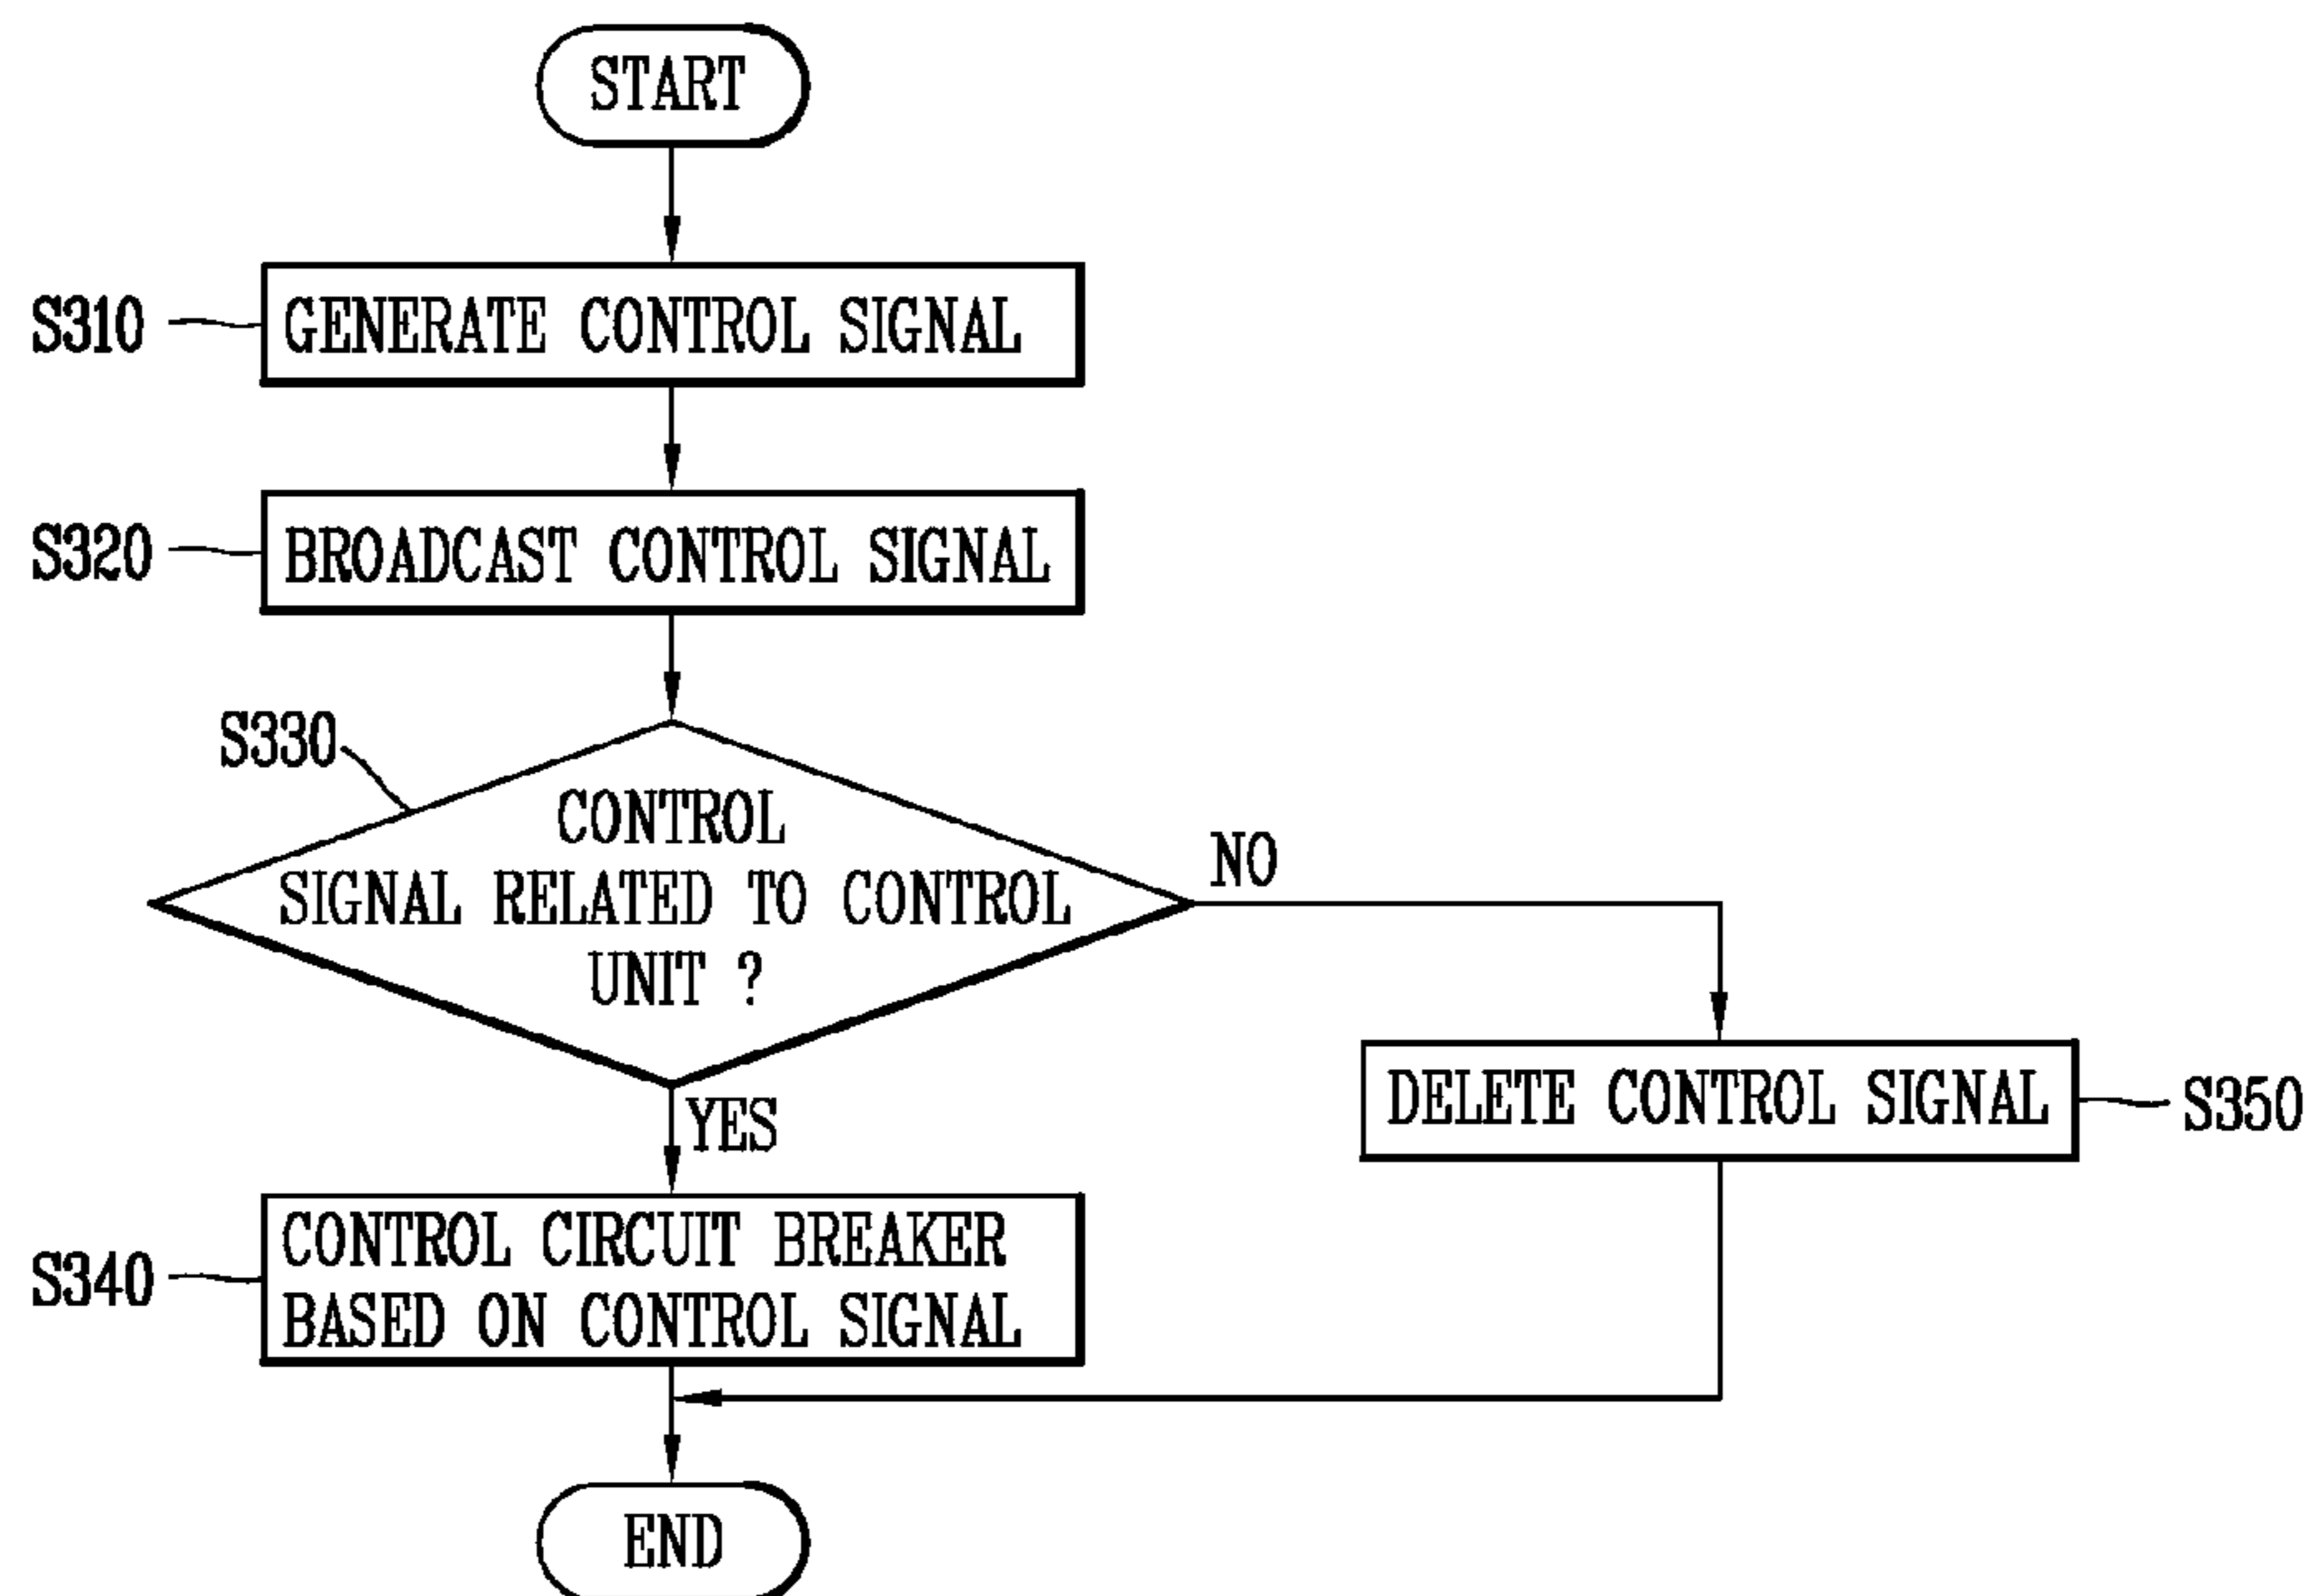 START
S310
GENERATE CONTROL SIGNAL
S320
BROADCAST CONTROL SIGNAL
S330
CONTROL
SIGNAL RELATED TO CONTROL
UNIT ?
NO
YES
DELETE CONTROL SIGNAL
S350
S340
CONTROL CIRCUIT BREAKER
BASED ON CONTROL SIGNAL
END